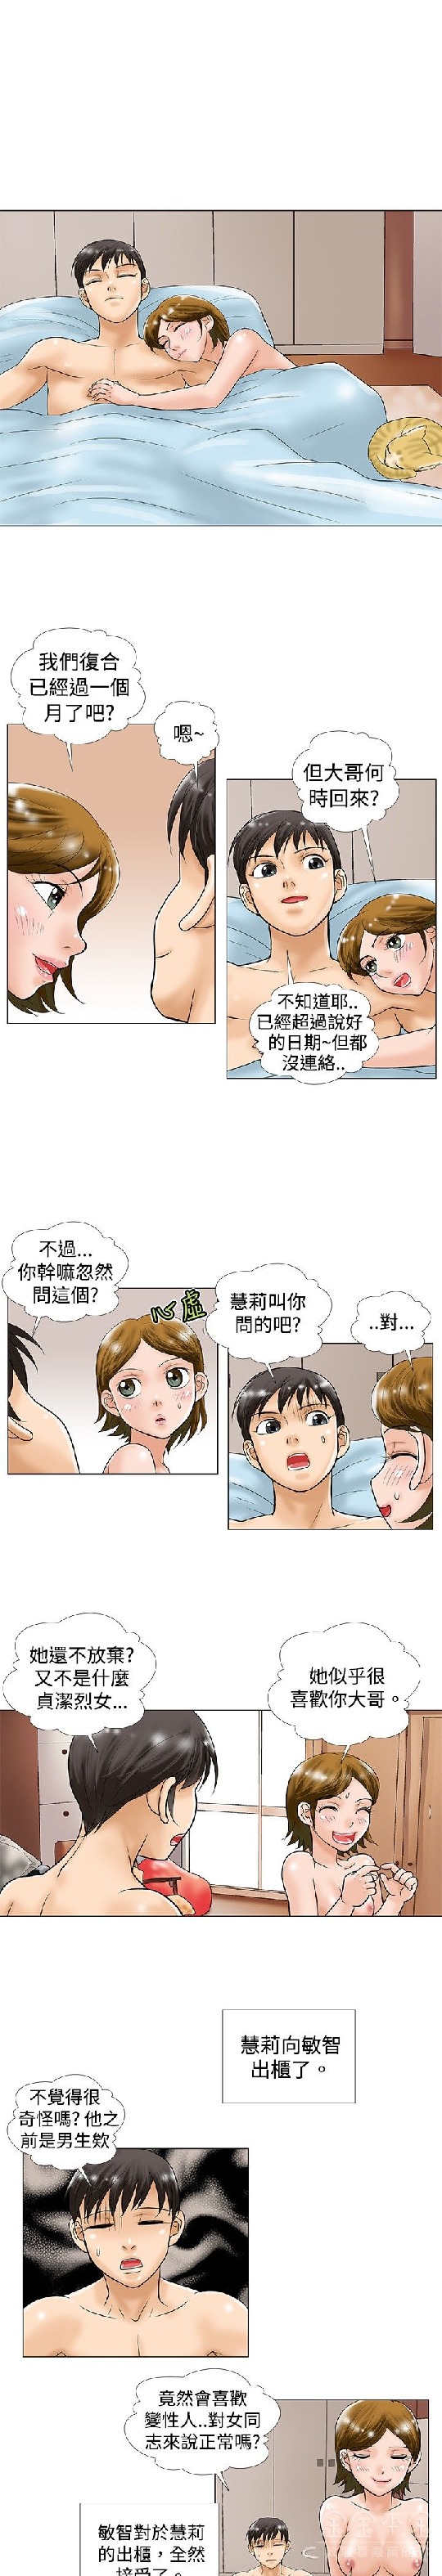 我們復合
已經過一個
月了吧?
嗯~
但大哥何
時回來?
不知道耶..
已經超過說好
的日期~但都
沒連絡..
不過...
你幹嘛忽然
問這個?
心虛
慧莉叫你
問的吧?
..對...
她還不放棄?
又不是什麼
貞潔烈女...
她似乎很
喜歡你大哥。
慧莉向敏智
出櫃了。
不覺得很
奇怪嗎? 他之
前是男生欸
竟然會喜歡
變性人..對女同
志來說正常嗎?
敏智對於慧莉
的出櫃，全然
接受了。